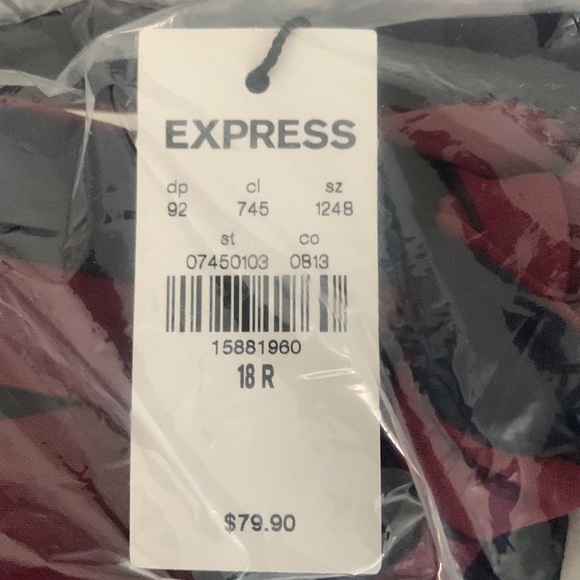 EXPRESS
dp cl sz
92 745 1248
st co
07450103 0813
15881960
18 R
$79.90